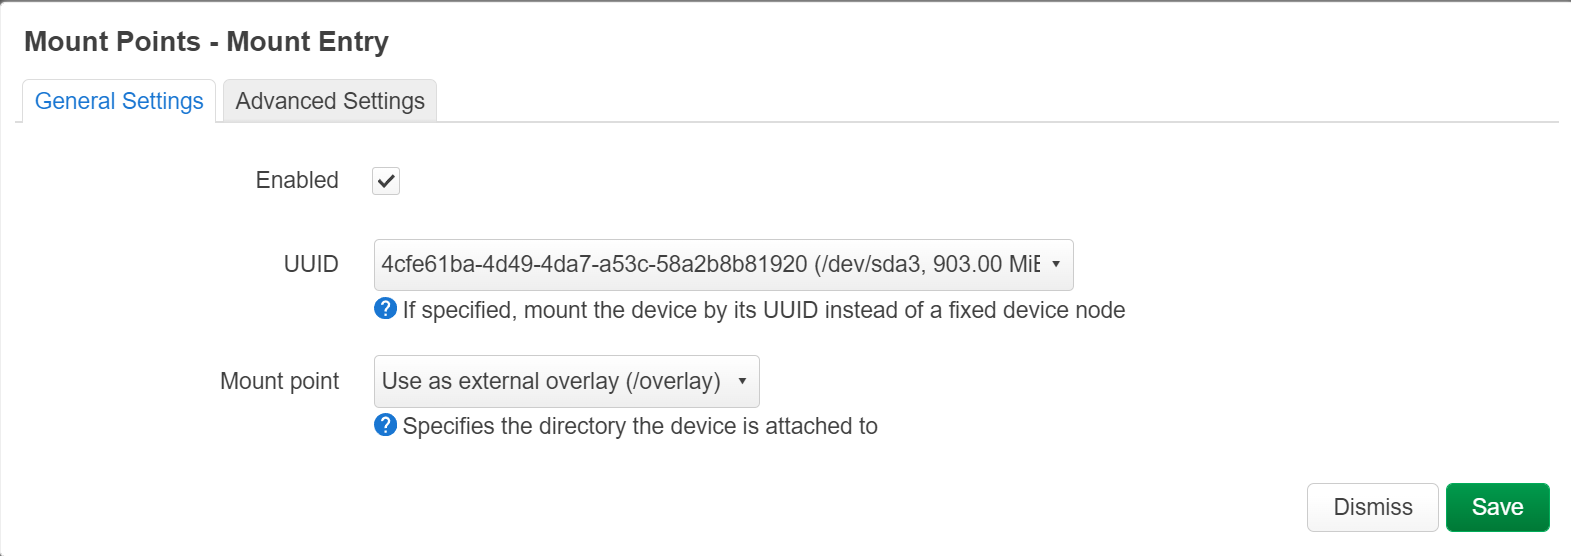 Mount Points - Mount Entry
General Settings Advanced Settings
Enabled
UUID 4cfe61ba-4d49-4da7-a53c-58a2b8b81920 (/dev/sda3, 903.00 MiB
? If specified, mount the device by its UUID instead of a fixed device node
Mount point Use as external overlay (/overlay)
? Specifies the directory the device is attached to
Dismiss Save